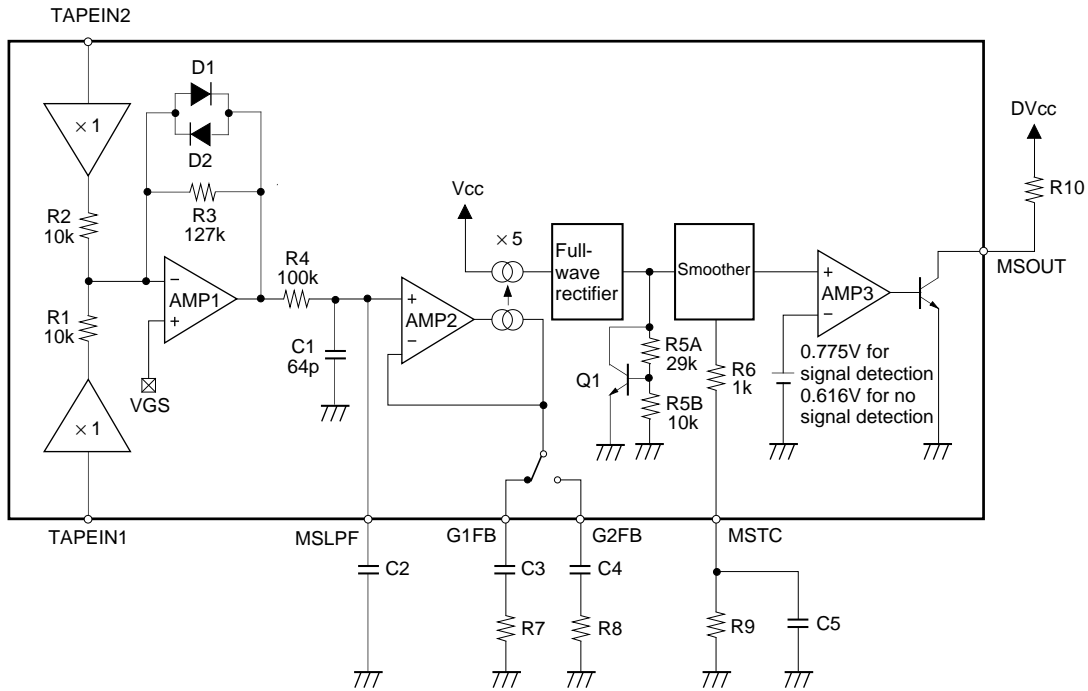 TAPEIN2
D1
× 1
D2
R2
10k
R3
127k
DVcc
R10
Vcc
× 5
Full-
wave
rectifier
Smoother
R4
100k
−
AMP1
+
+
AMP2
−
+
AMP3
−
MSOUT
R1
10k
C1
64p
VGS
× 1
Q1
R5A
29k
R5B
10k
R6
1k
0.775V for
signal detection
0.616V for no
signal detection
TAPEIN1
MSLPF
G1FB
G2FB
MSTC
C2
C3
C4
R7
R8
R9
C5